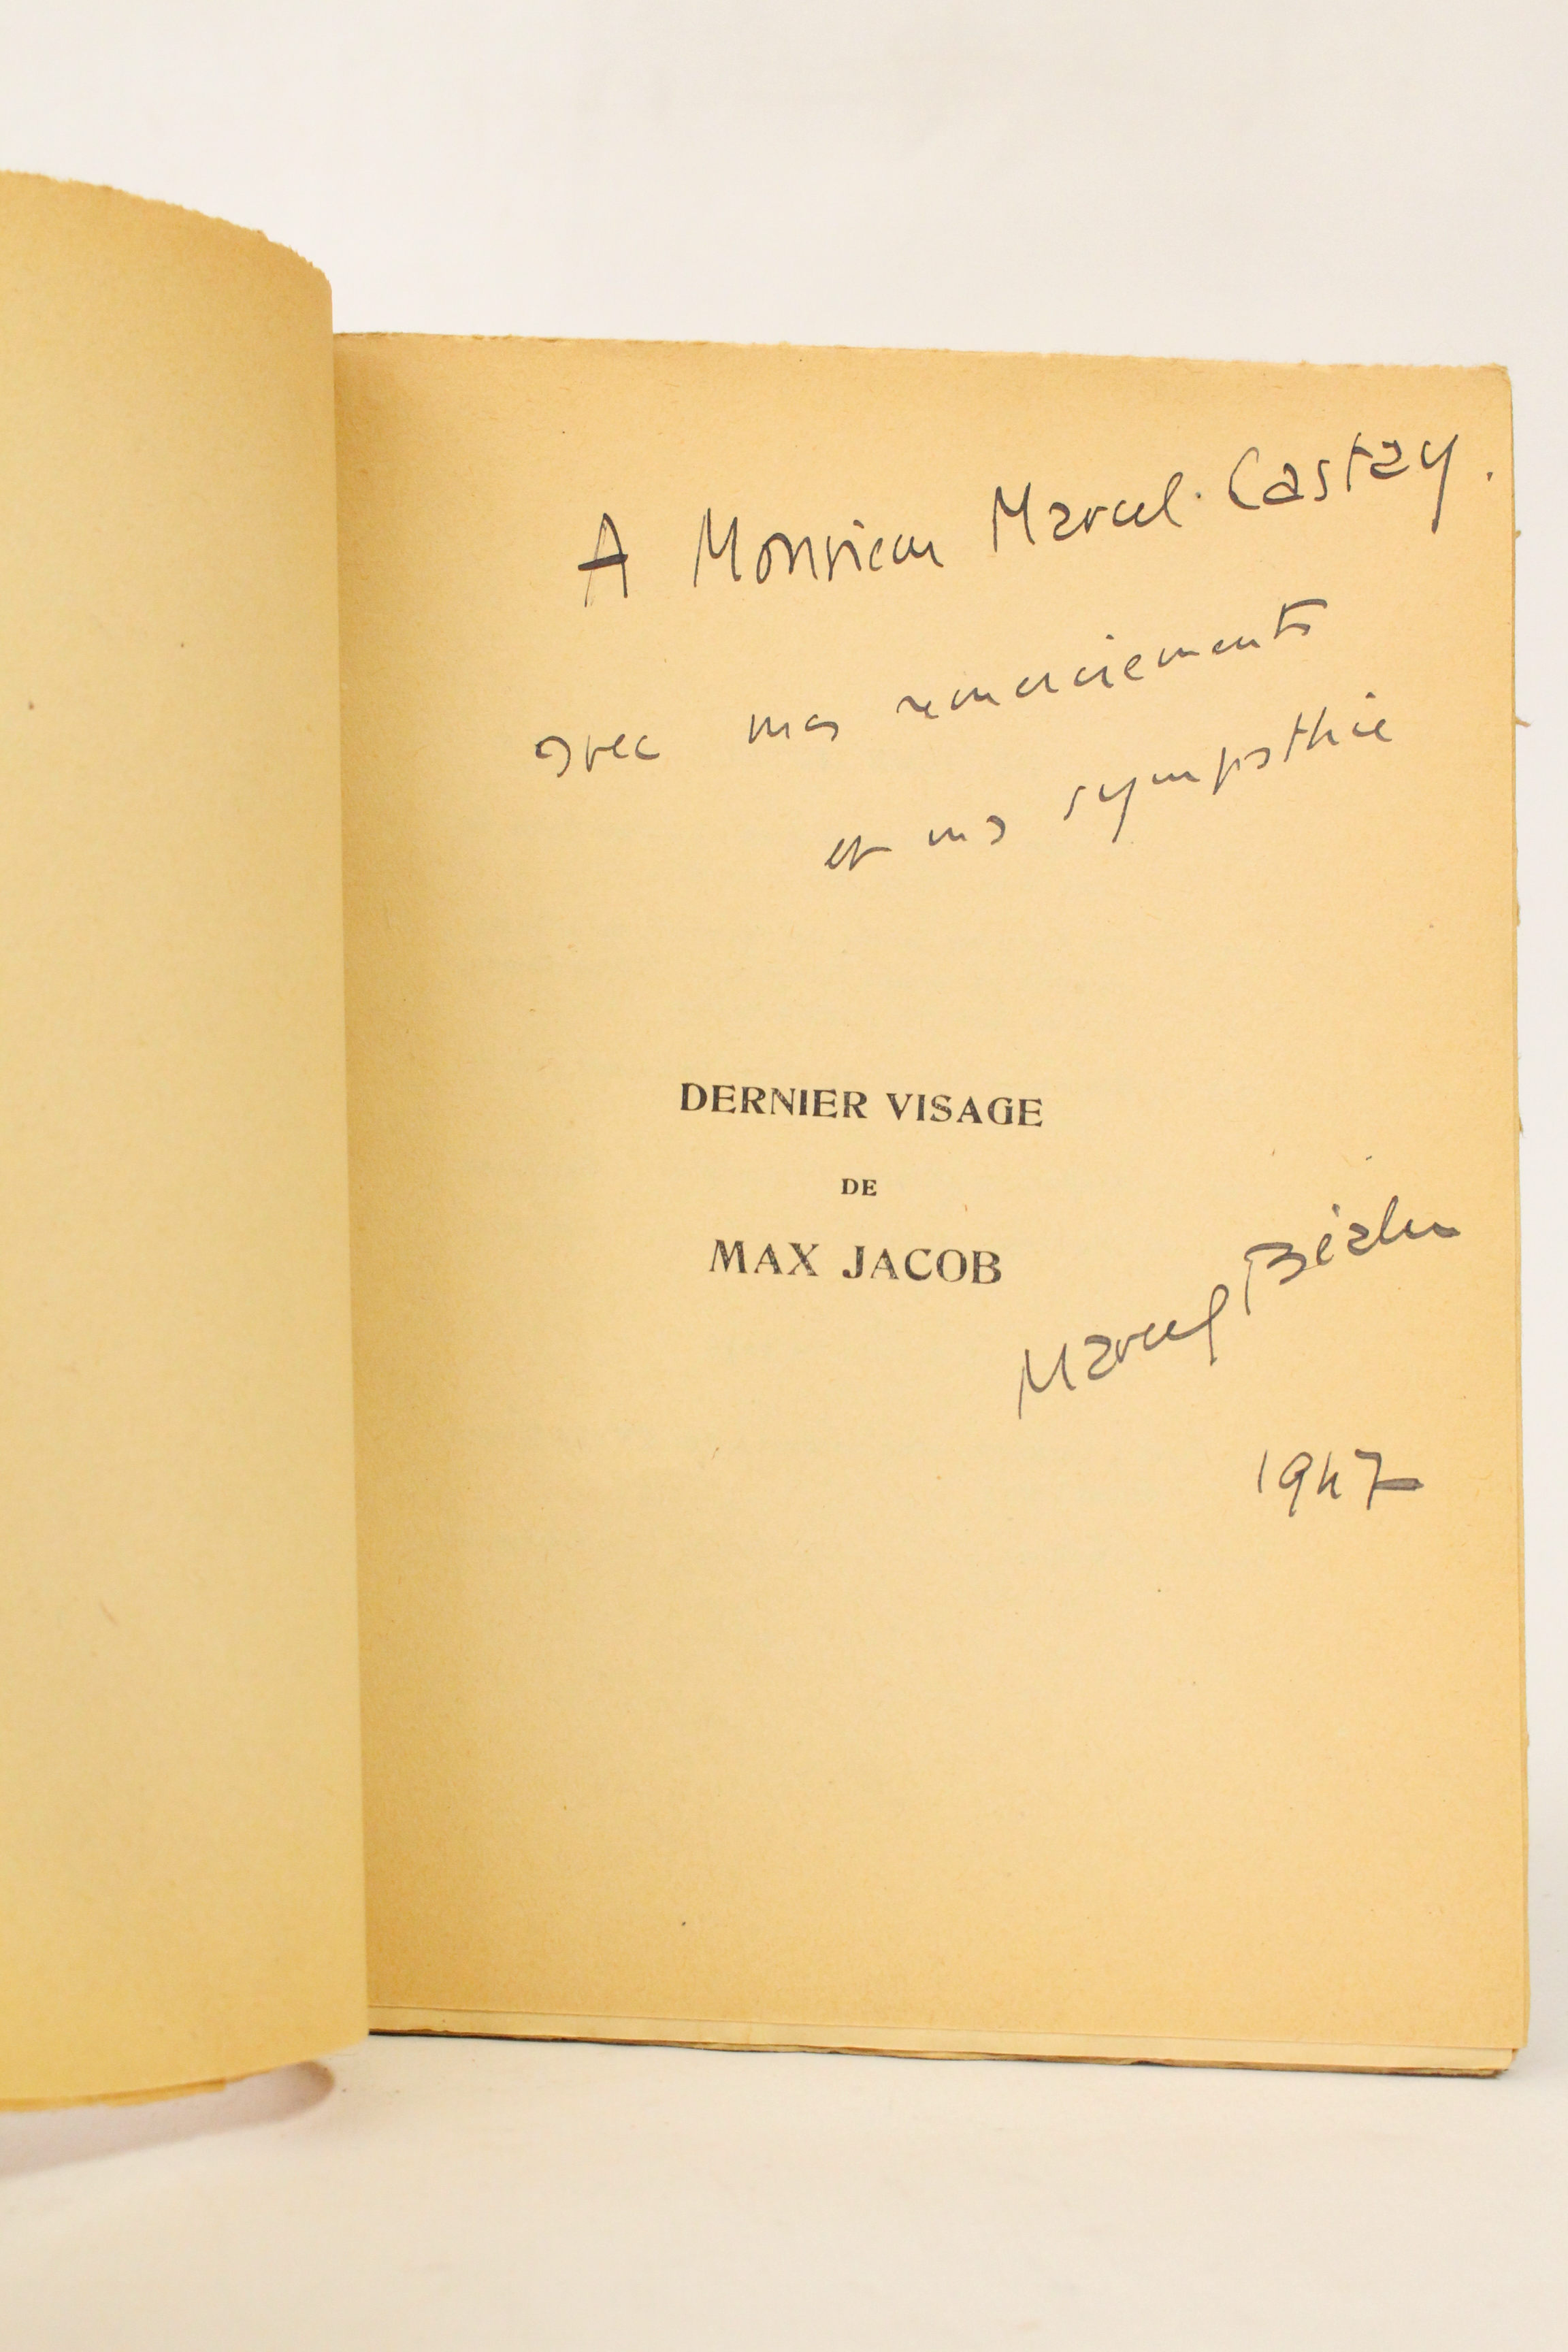 A Monsieur Marcel Castay.
avec mes remerciements
et ma sympathie
DERNIER VISAGE
DE
MAX JACOB
Marcel Béalu
1947